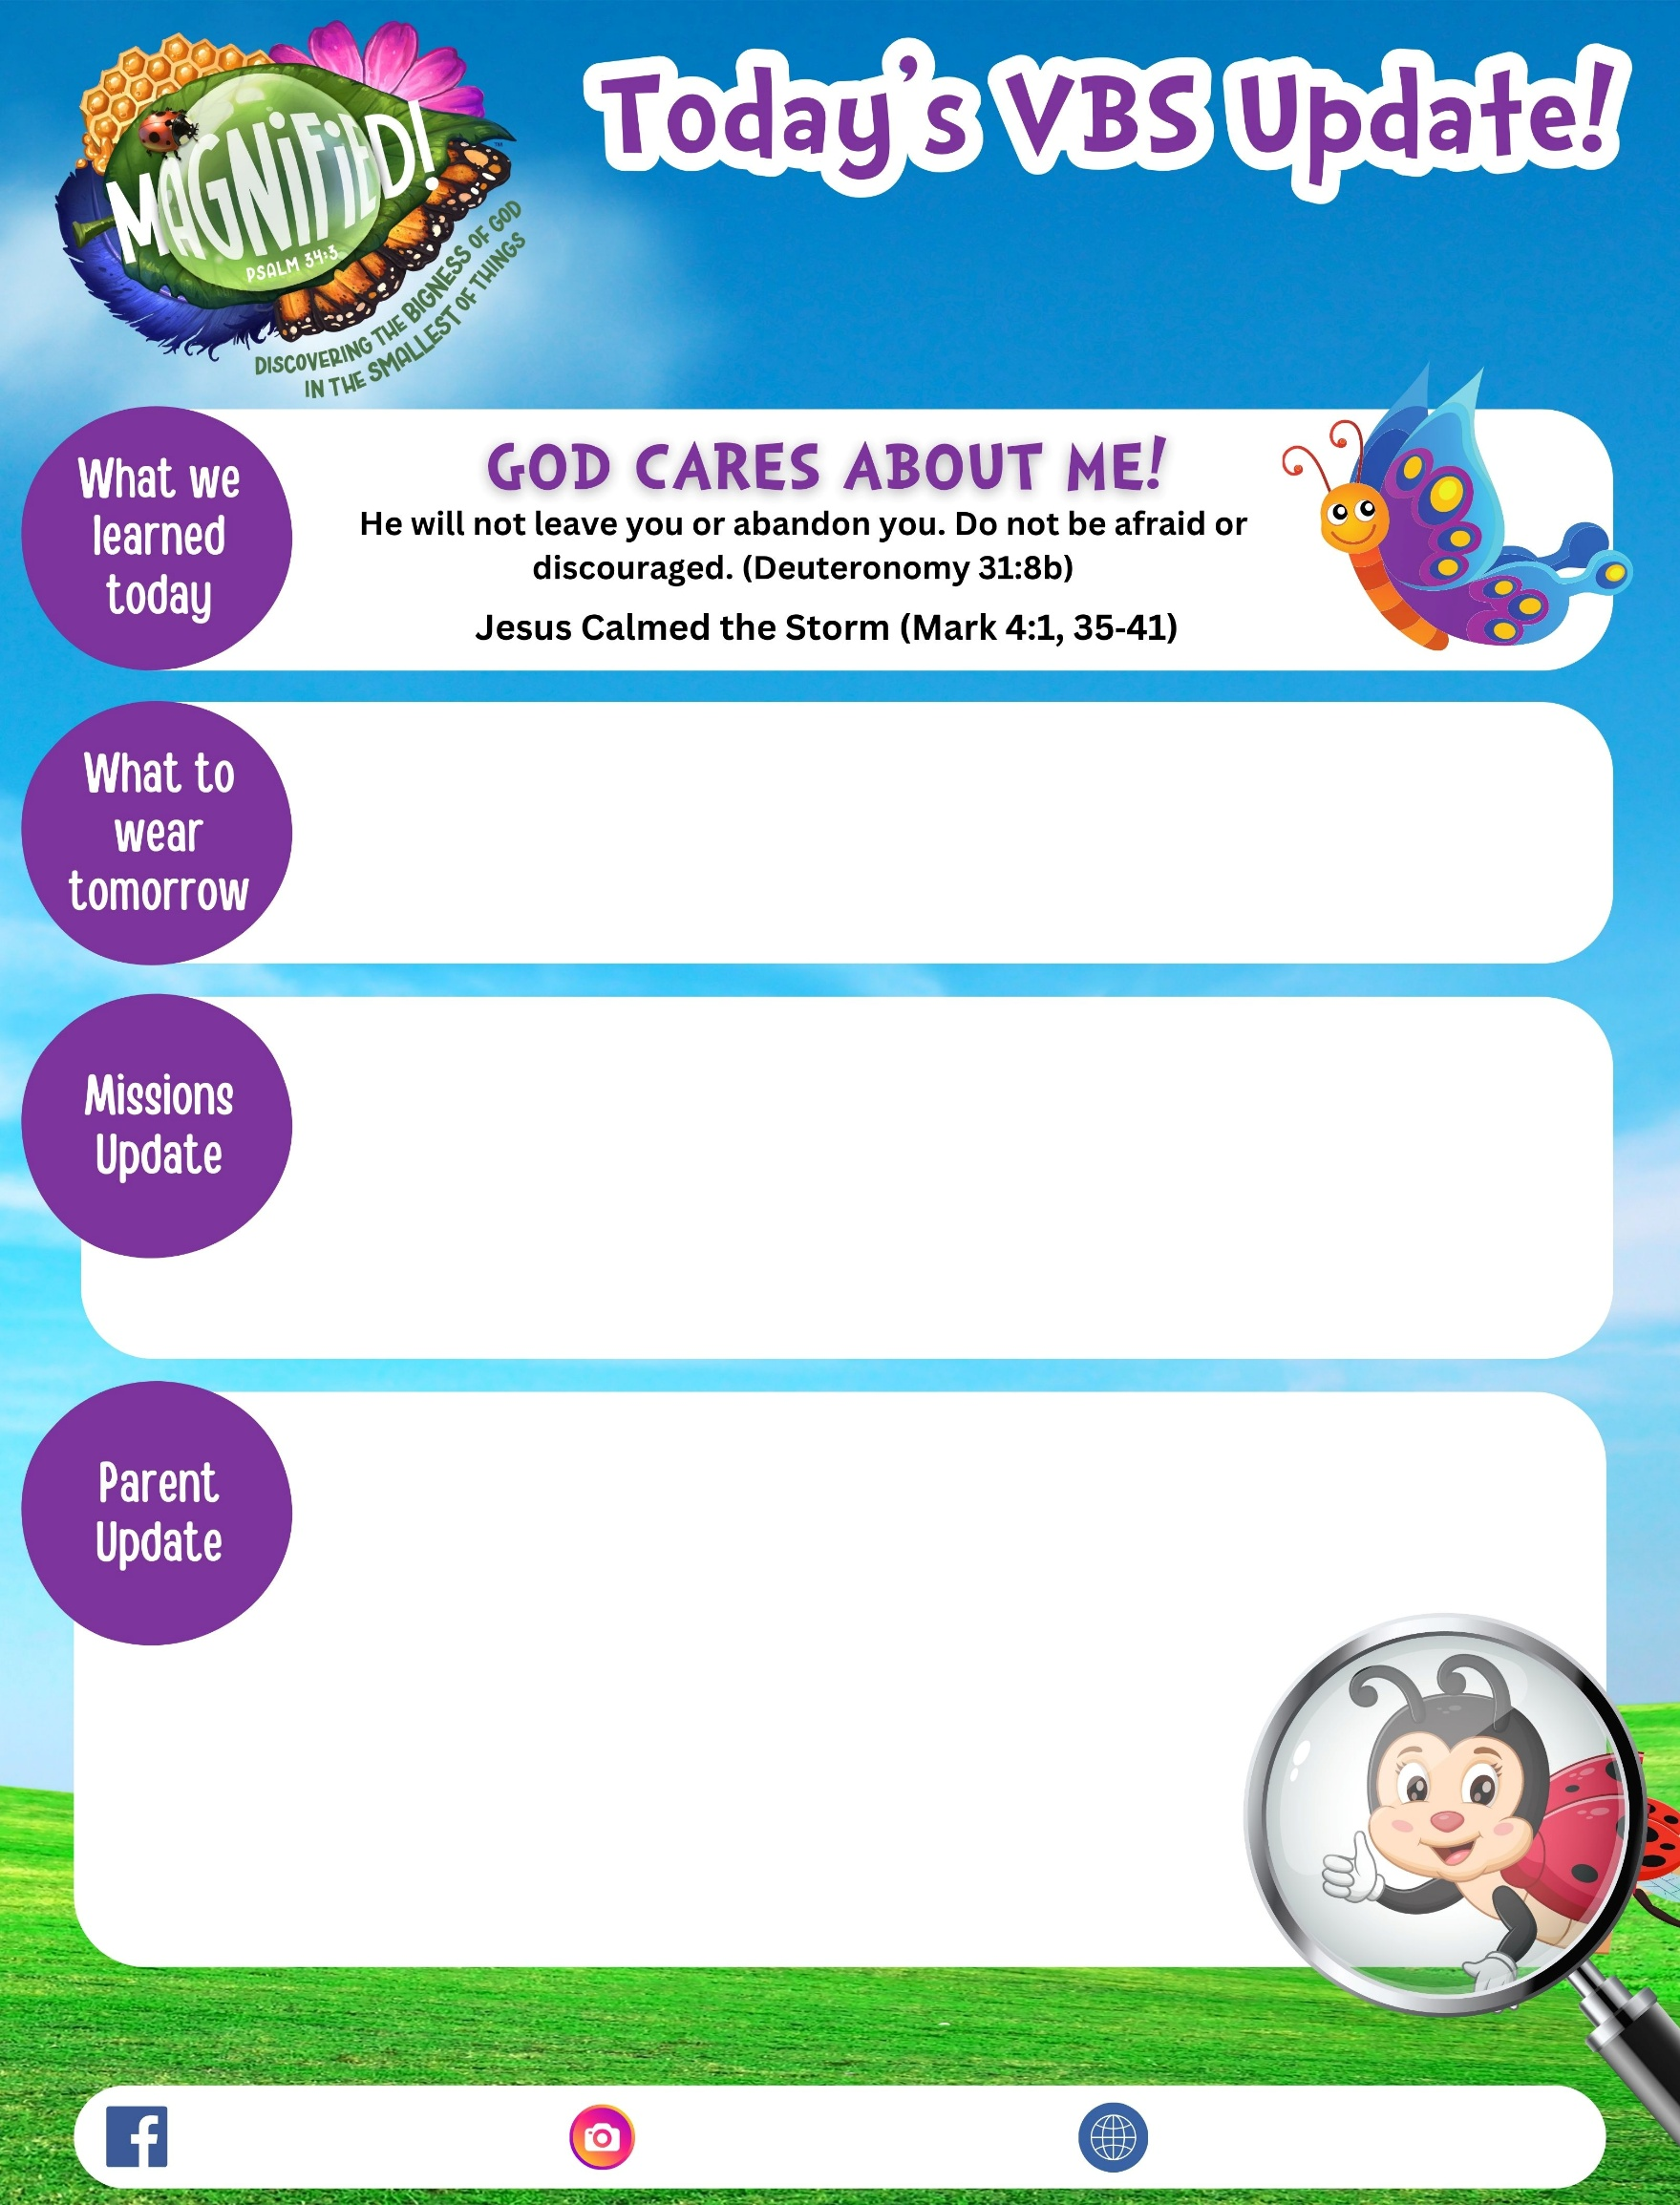 MAGNiFiED!
PSALM 34:3
DISCOVERING THE BIGNESS OF GOD
IN THE SMALLEST OF THINGS
™
Today's VBS Update!
What we
learned
today
GOD CARES ABOUT ME!
He will not leave you or abandon you. Do not be afraid or
discouraged. (Deuteronomy 31:8b)
Jesus Calmed the Storm (Mark 4:1, 35-41)
What to
wear
tomorrow
Missions
Update
Parent
Update